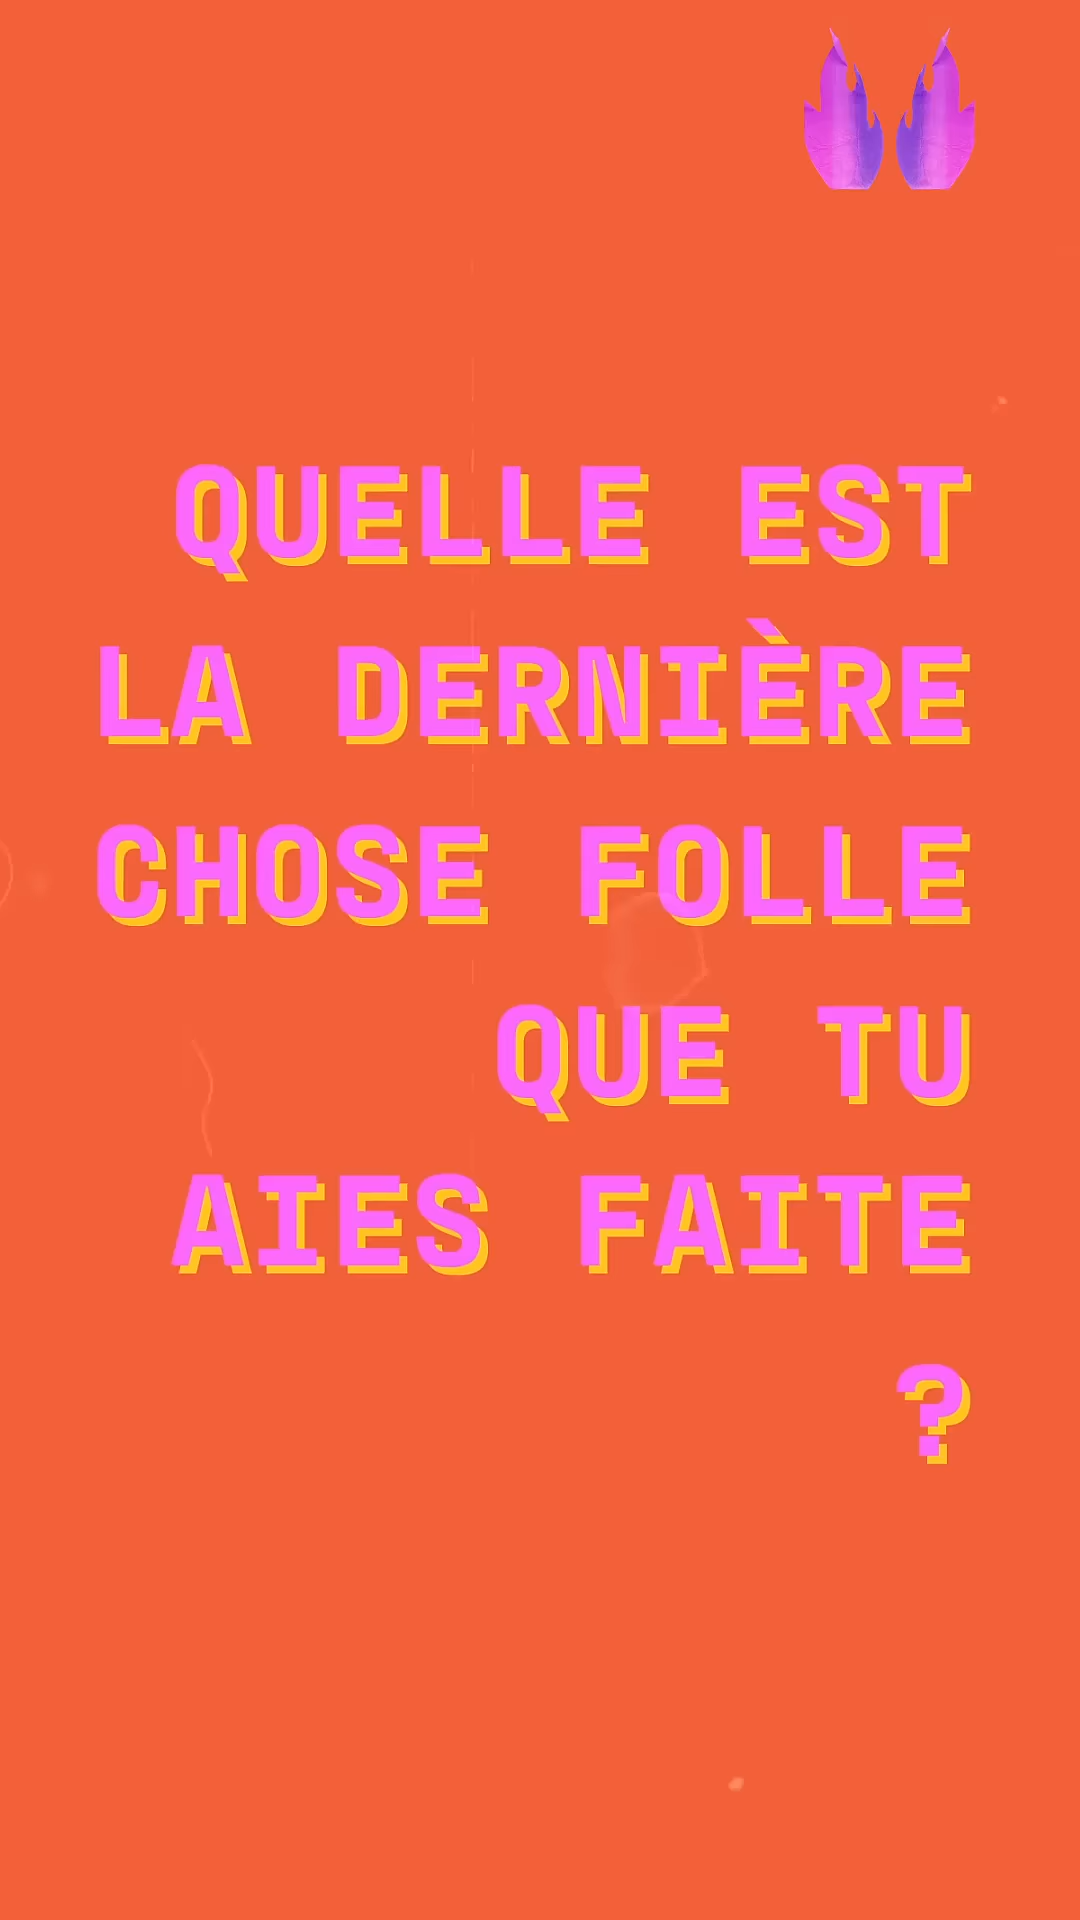 QUELLE EST
LA DERNIÈRE
CHOSE FOLLE
QUE TU
AIES FAITE
?